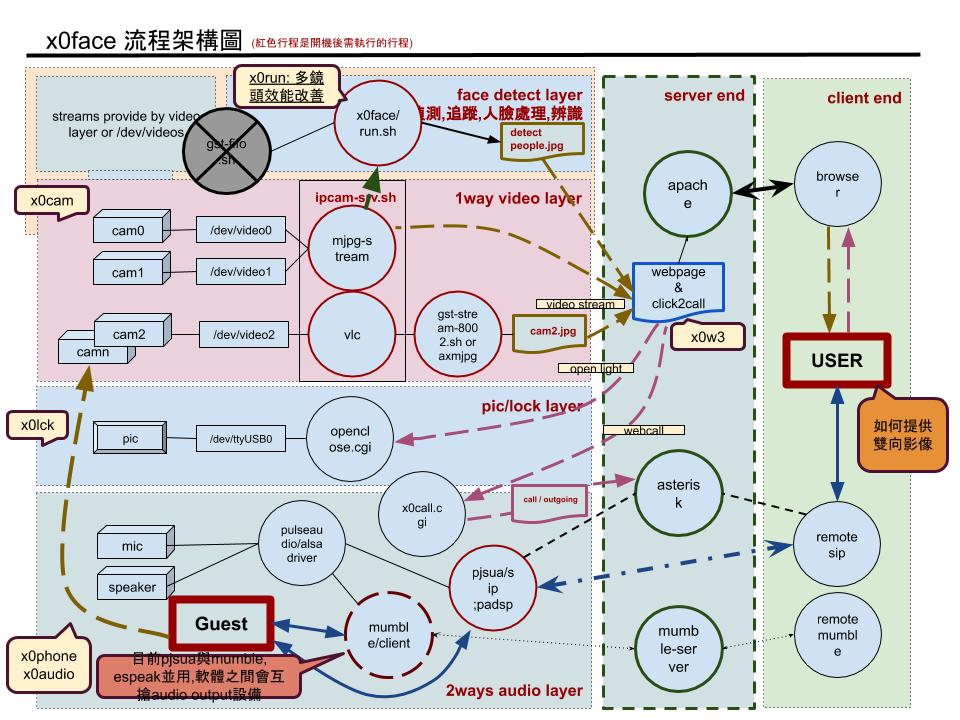 x0face 流程架構圖 (紅色行程是開機後需執行的行程)
x0run: 多鏡
頭效能改善
streams provide by video
layer or /dev/videos
gst-fifo
.sh
x0face/
run.sh
face detect layer
偵測,追蹤,人臉處理,辨識
detect
people.jpg
server end
client end
x0cam
ipcam-srv.sh
1way video layer
apach
e
browse
r
cam0
/dev/video0
mjpg-s
tream
cam1
/dev/video1
webpage
&
click2call
video stream
cam2
camn
/dev/video2
vlc
gst-stre
am-800
2.sh or
axmjpg
cam2.jpg
x0w3
USER
open light
pic/lock layer
x0lck
pic
/dev/ttyUSB0
opencl
ose.cgi
webcall
如何提供
雙向影像
x0call.c
gi
call / outgoing
asteris
k
mic
speaker
pulseau
dio/alsa
driver
pjsua/s
ip
;padsp
remote
sip
Guest
mumbl
e/client
mumb
le-ser
ver
remote
mumbl
e
x0phone
x0audio
目前pjsua與mumble,
espeak並用,軟體之間會互
搶audio output設備
2ways audio layer